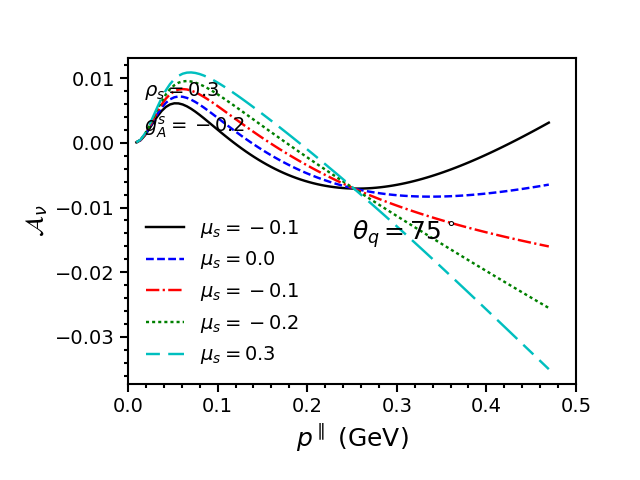 0.01
0.00
−0.01
−0.02
−0.03
𝒜ν
ρs = 0.3
gAs = −0.2
θq = 75°
μs = −0.1
μs = 0.0
μs = −0.1
μs = −0.2
μs = 0.3
0.0 0.1 0.2 0.3 0.4 0.5
p∥ (GeV)